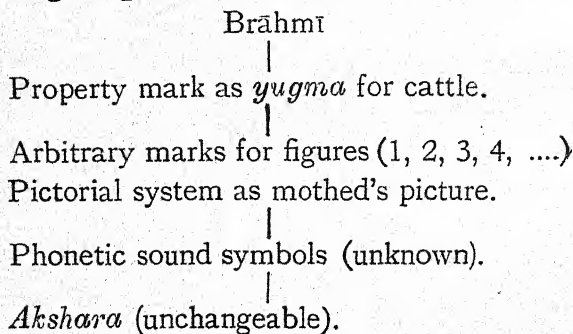 Brāhmī
Property mark as yugma for cattle.
Arbitrary marks for figures (1, 2, 3, 4, ....)
Pictorial system as mothed's picture.
Phonetic sound symbols (unknown).
Akshara (unchangeable).